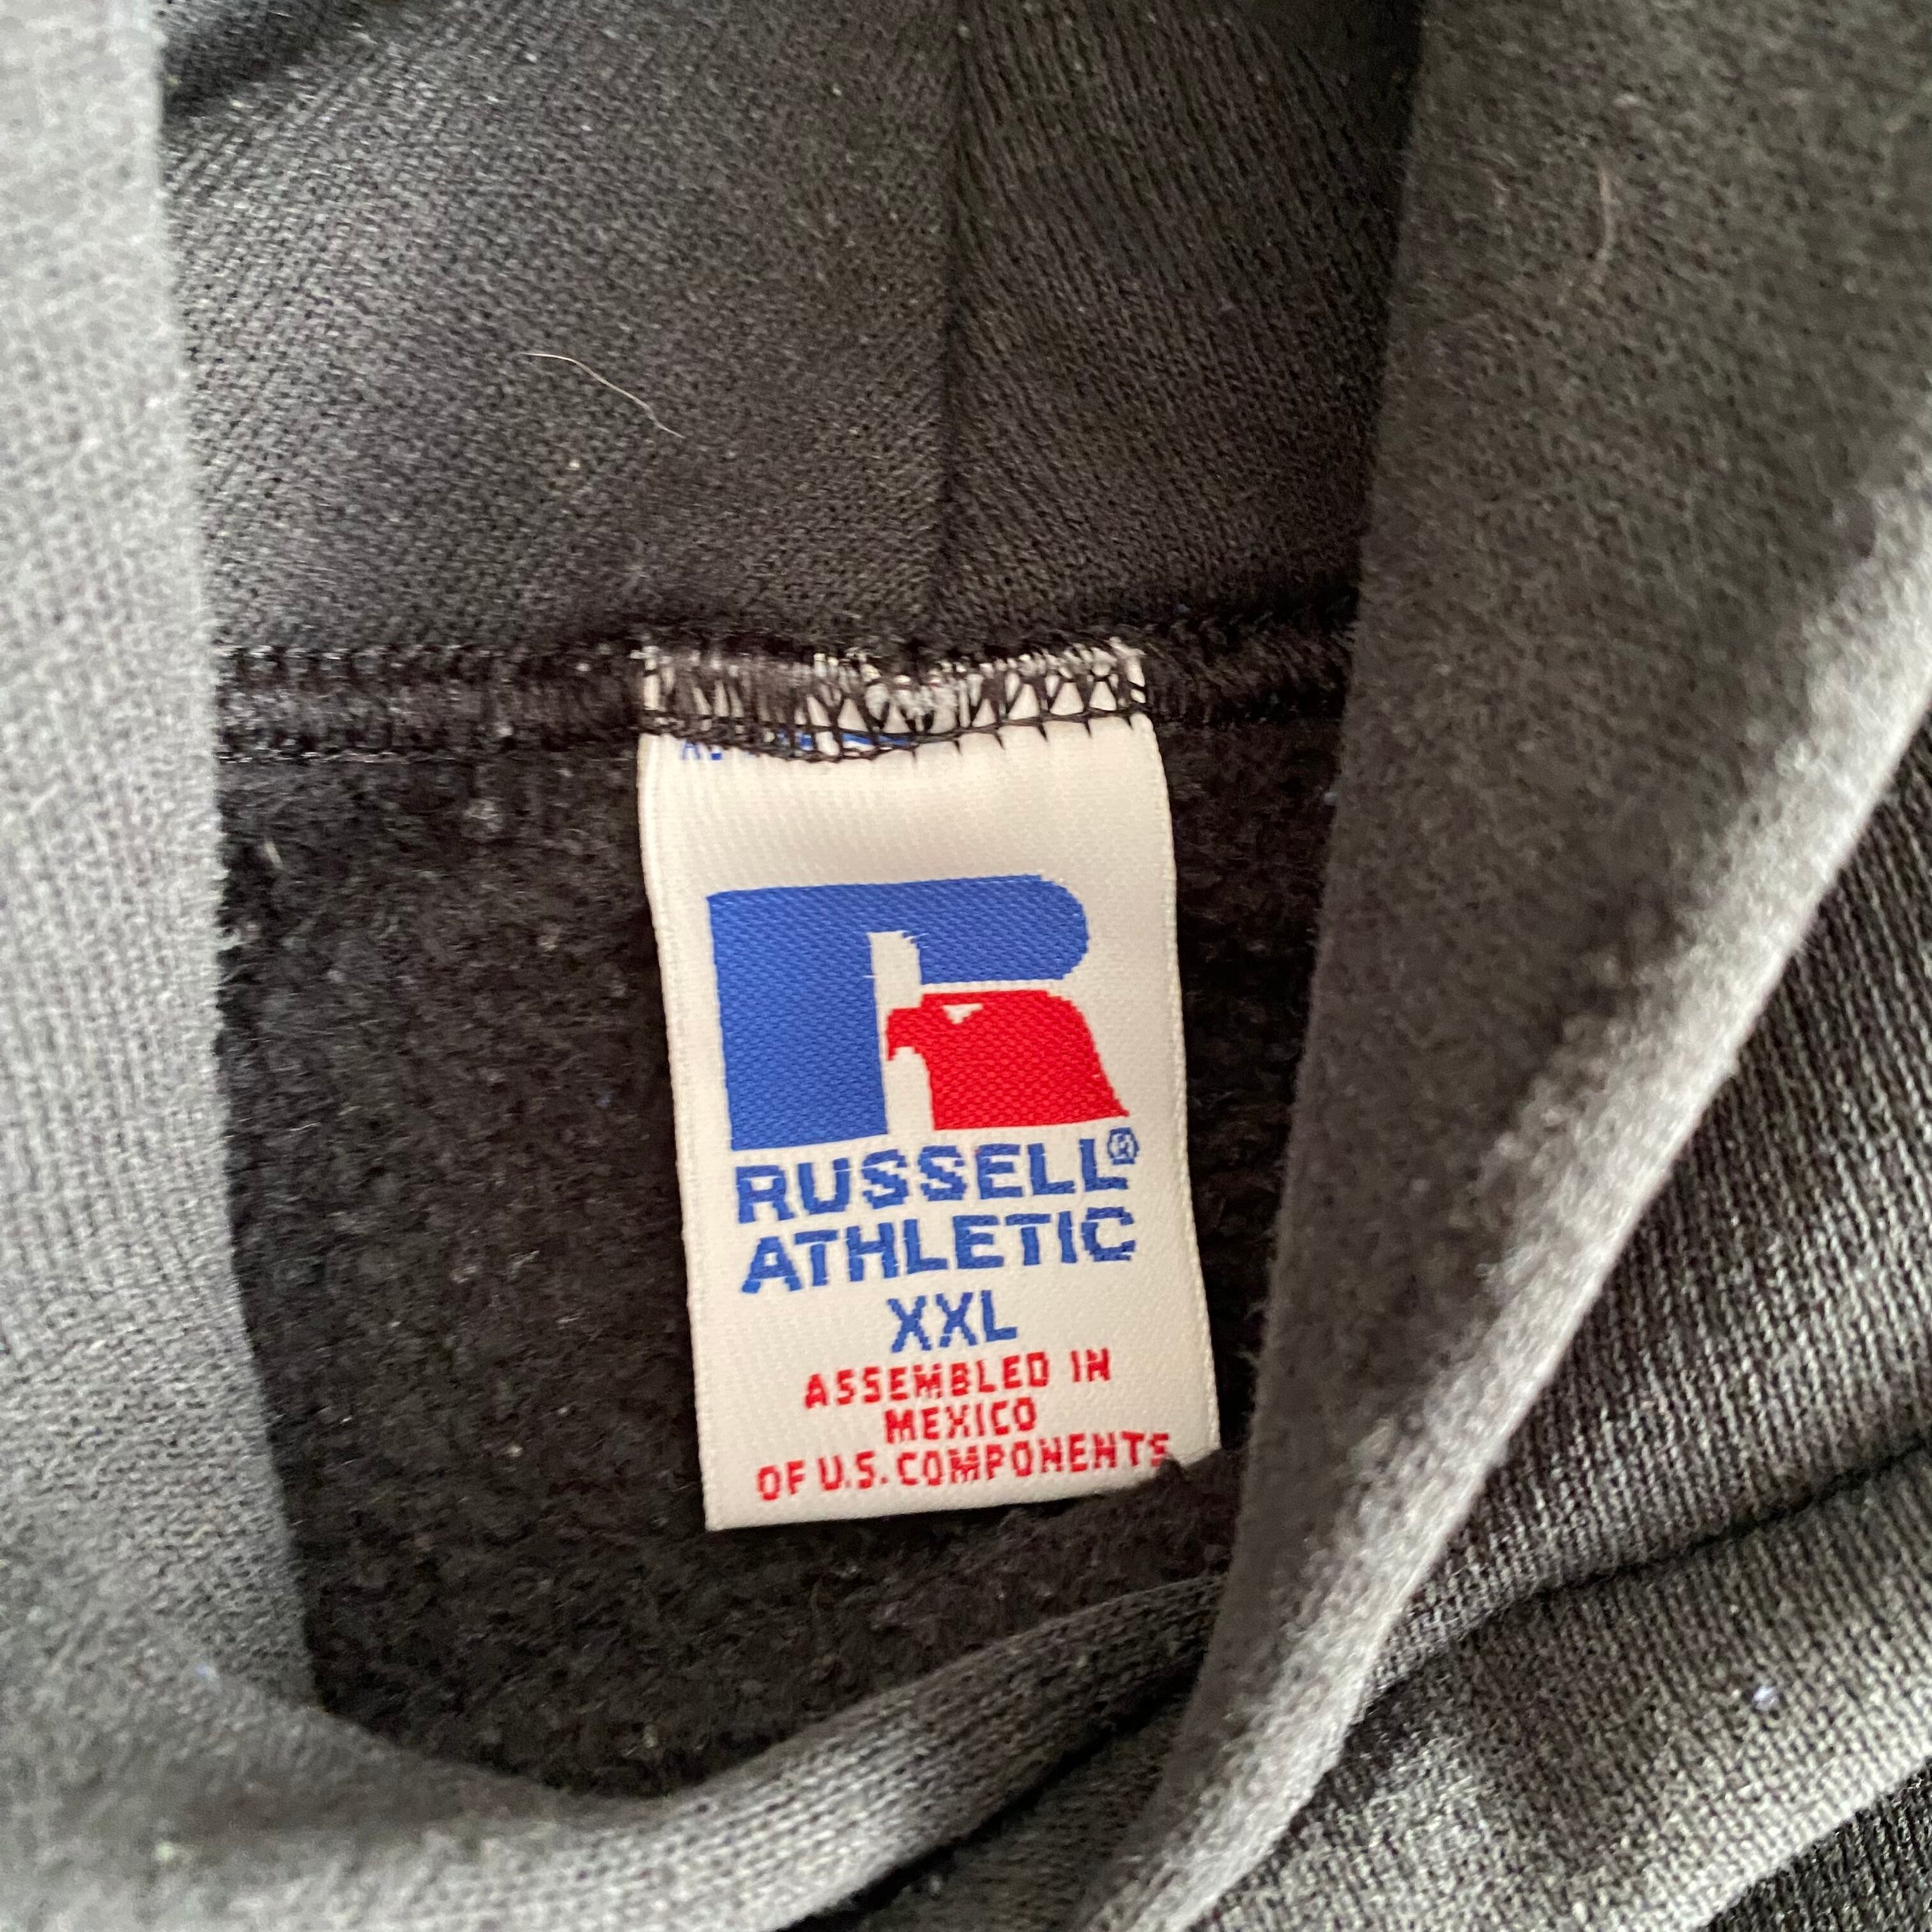 R
RUSSELL®
ATHLETIC
XXL
ASSEMBLED IN
MEXICO
OF U.S. COMPONENTS